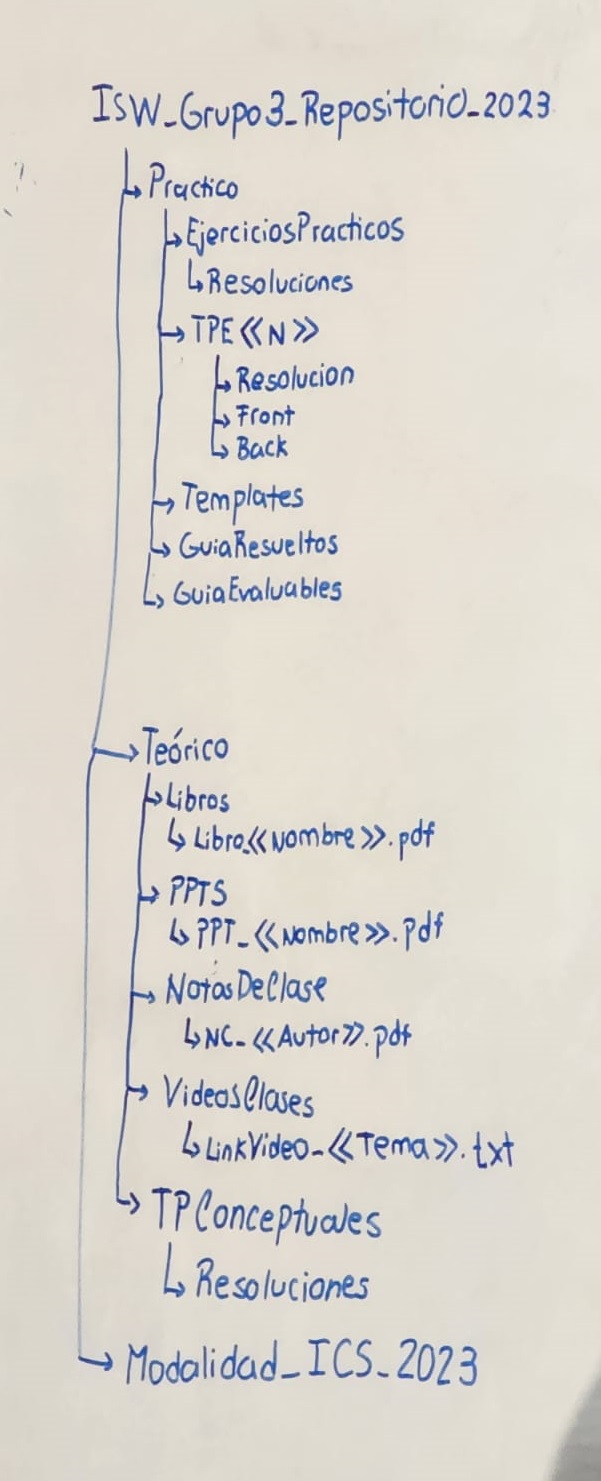 ISW_Grupo3_Repositorio_2023
Practico
EjerciciosPracticos
Resoluciones
TPE<<N>>
Resolucion
Front
Back
Templates
GuiaResueltos
GuiaEvaluables
Teórico
Libros
Libro_<<Nombre>>.pdf
PPTS
PPT_<<Nombre>>.pdf
NotasDeClase
NC_<<Autor>>.pdf
VideosClases
LinkVideo_<<Tema>>.txt
TPConceptuales
Resoluciones
Modalidad_ICS_2023